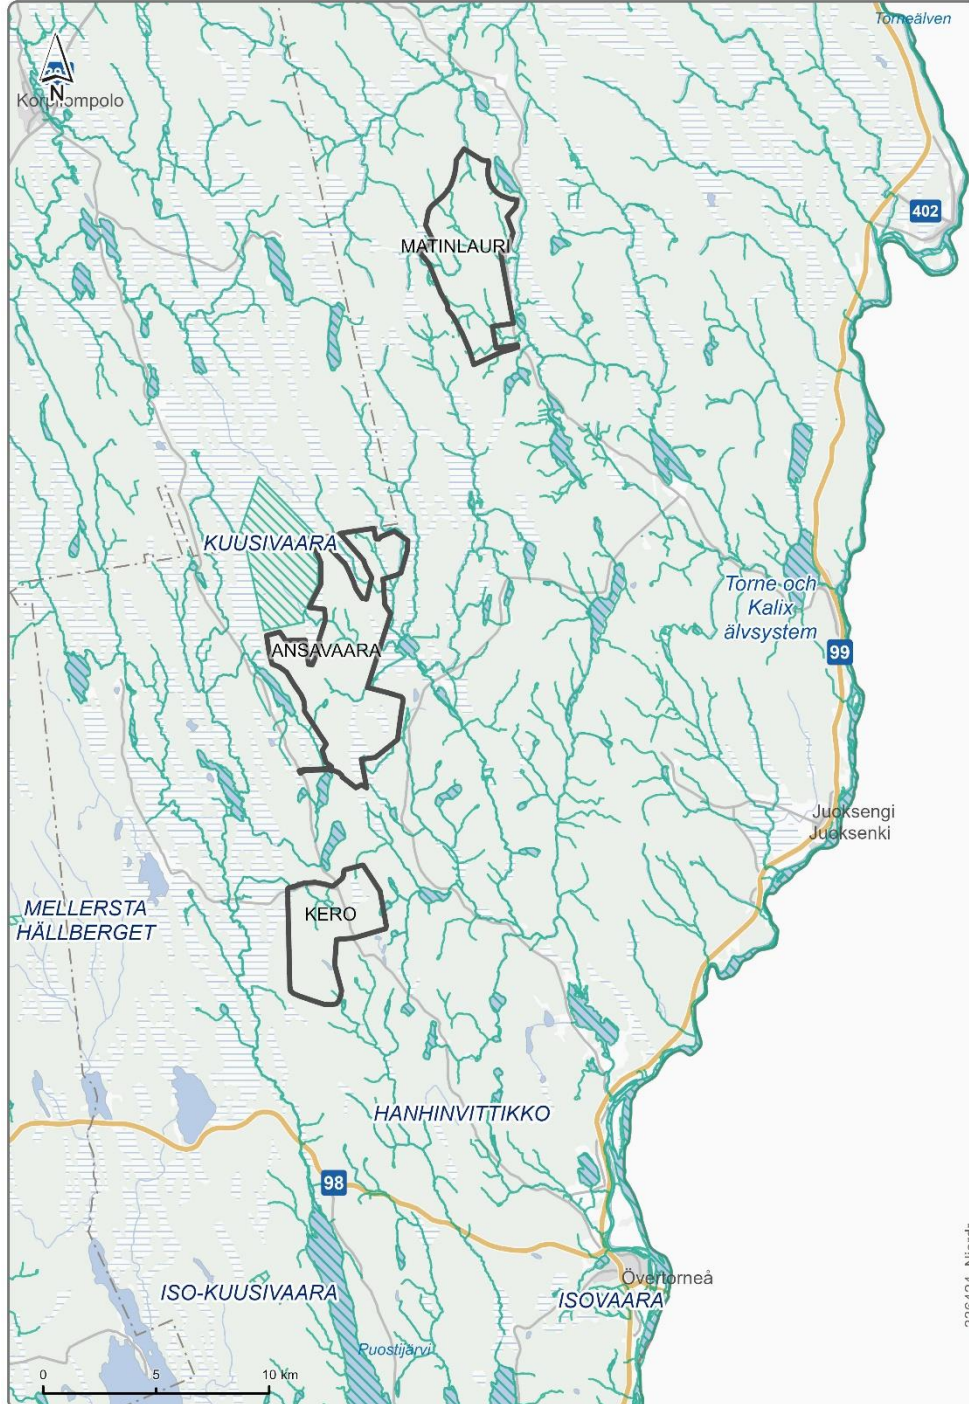 Torneälven
N
402
MATINLAURI
KUUSIVAARA
ANSAVAARA
Torne och
Kalix
älvsystem
99
Juoksengi
Juoksenki
MELLERSTA
HÄLLBERGET
KERO
HANHINVITTIKKO
98
ISO-KUUSIVAARA
Övertorneå
ISOVAARA
Puostijärvi
0 5 10 km